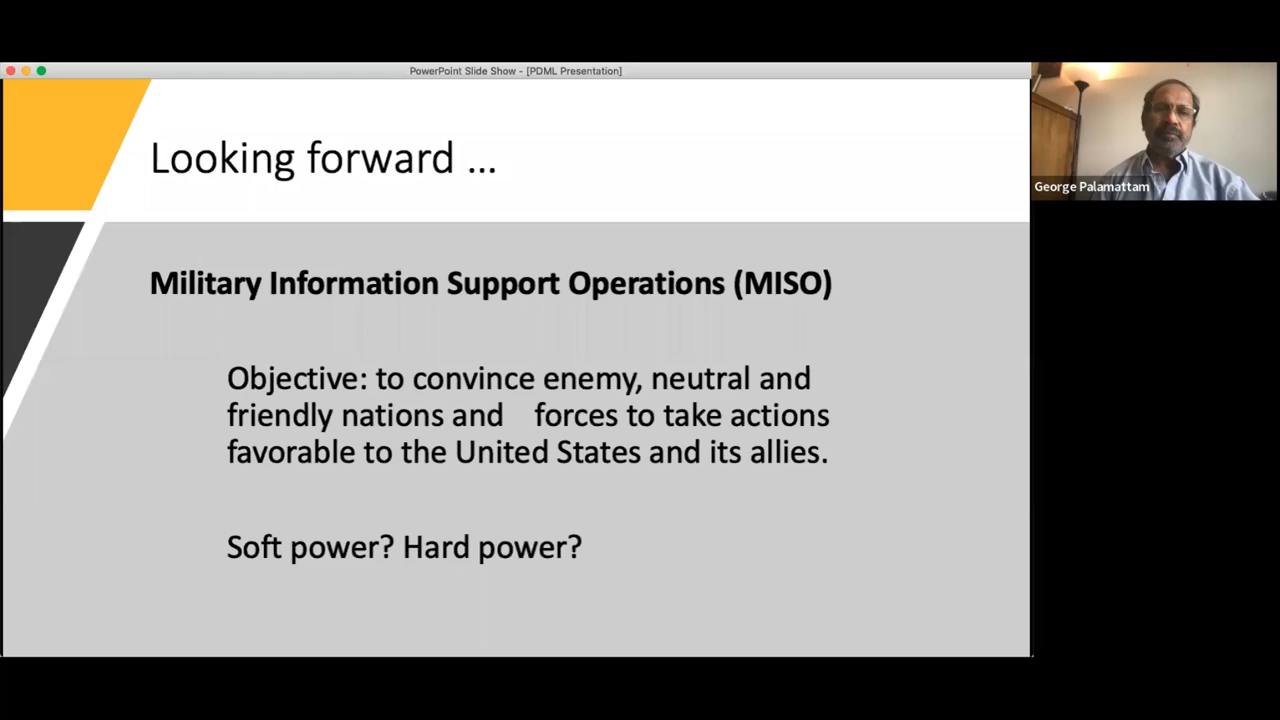 PowerPoint Slide Show - [PDML Presentation]
Looking forward ...
George Palamattam
Military Information Support Operations (MISO)
Objective: to convince enemy, neutral and
friendly nations and forces to take actions
favorable to the United States and its allies.
Soft power? Hard power?